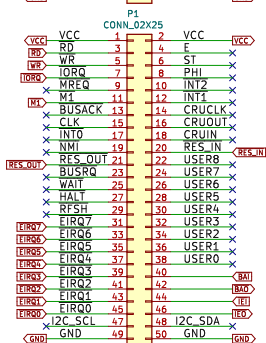 P1
CONN_02X25
VCC VCC 1 2 VCC VCC
RD RD 3 4 E
WR WR 5 6 ST
IORQ IORQ 7 8 PHI
MREQ 9 10 INT2
M1 M1 11 12 INT1
BUSACK 13 14 CRUCLK
CLK 15 16 CRUOUT
INT0 17 18 CRUIN
NMI 19 20 RES_IN RES_IN
RES_OUT RES_OUT 21 22 USER8
BUSRQ 23 24 USER7
WAIT 25 26 USER6
HALT 27 28 USER5
RFSH 29 30 USER4
EIRQ7 EIRQ7 31 32 USER3
EIRQ6 EIRQ6 33 34 USER2
EIRQ5 EIRQ5 35 36 USER1
EIRQ4 EIRQ4 37 38 USER0
EIRQ3 EIRQ3 39 40 BAI
EIRQ2 EIRQ2 41 42 BAO
EIRQ1 EIRQ1 43 44 IEI
EIRQ0 EIRQ0 45 46 IEO
I2C_SCL 47 48 I2C_SDA
GND GND 49 50 GND GND